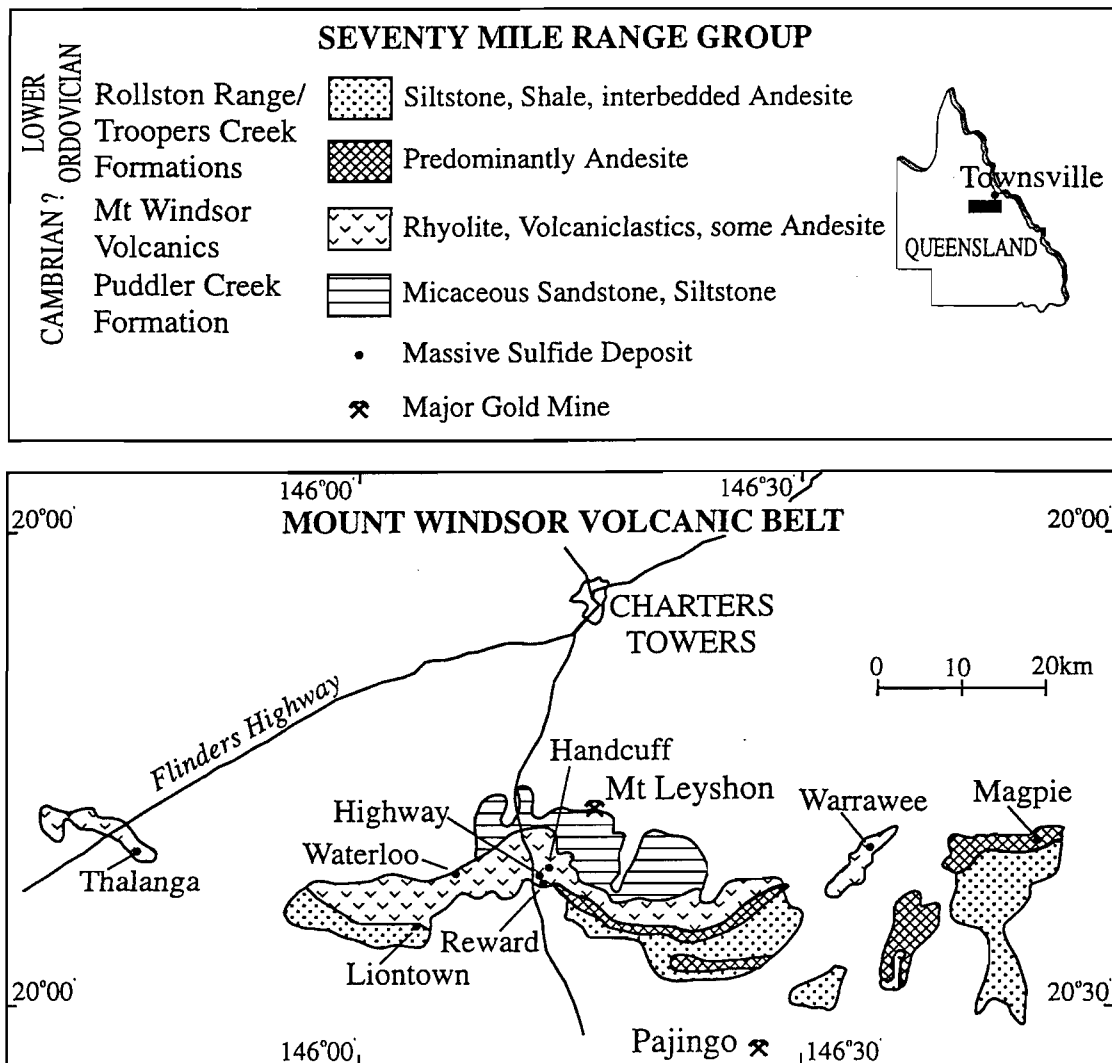 SEVENTY MILE RANGE GROUP
LOWER
ORDOVICIAN
CAMBRIAN ?
Rollston Range/
Troopers Creek
Formations
Mt Windsor
Volcanics
Puddler Creek
Formation
Siltstone, Shale, interbedded Andesite
Predominantly Andesite
Rhyolite, Volcaniclastics, some Andesite
Micaceous Sandstone, Siltstone
Massive Sulfide Deposit
Major Gold Mine
Townsville
QUEENSLAND
146°00' 146°30'
20°00' MOUNT WINDSOR VOLCANIC BELT 20°00'
CHARTERS
TOWERS
0 10 20km
Flinders Highway
Handcuff
Mt Leyshon
Highway
Warrawee
Magpie
Waterloo
Thalanga
Reward
Liontown
20°00' 20°30'
Pajingo
146°00' 146°30'